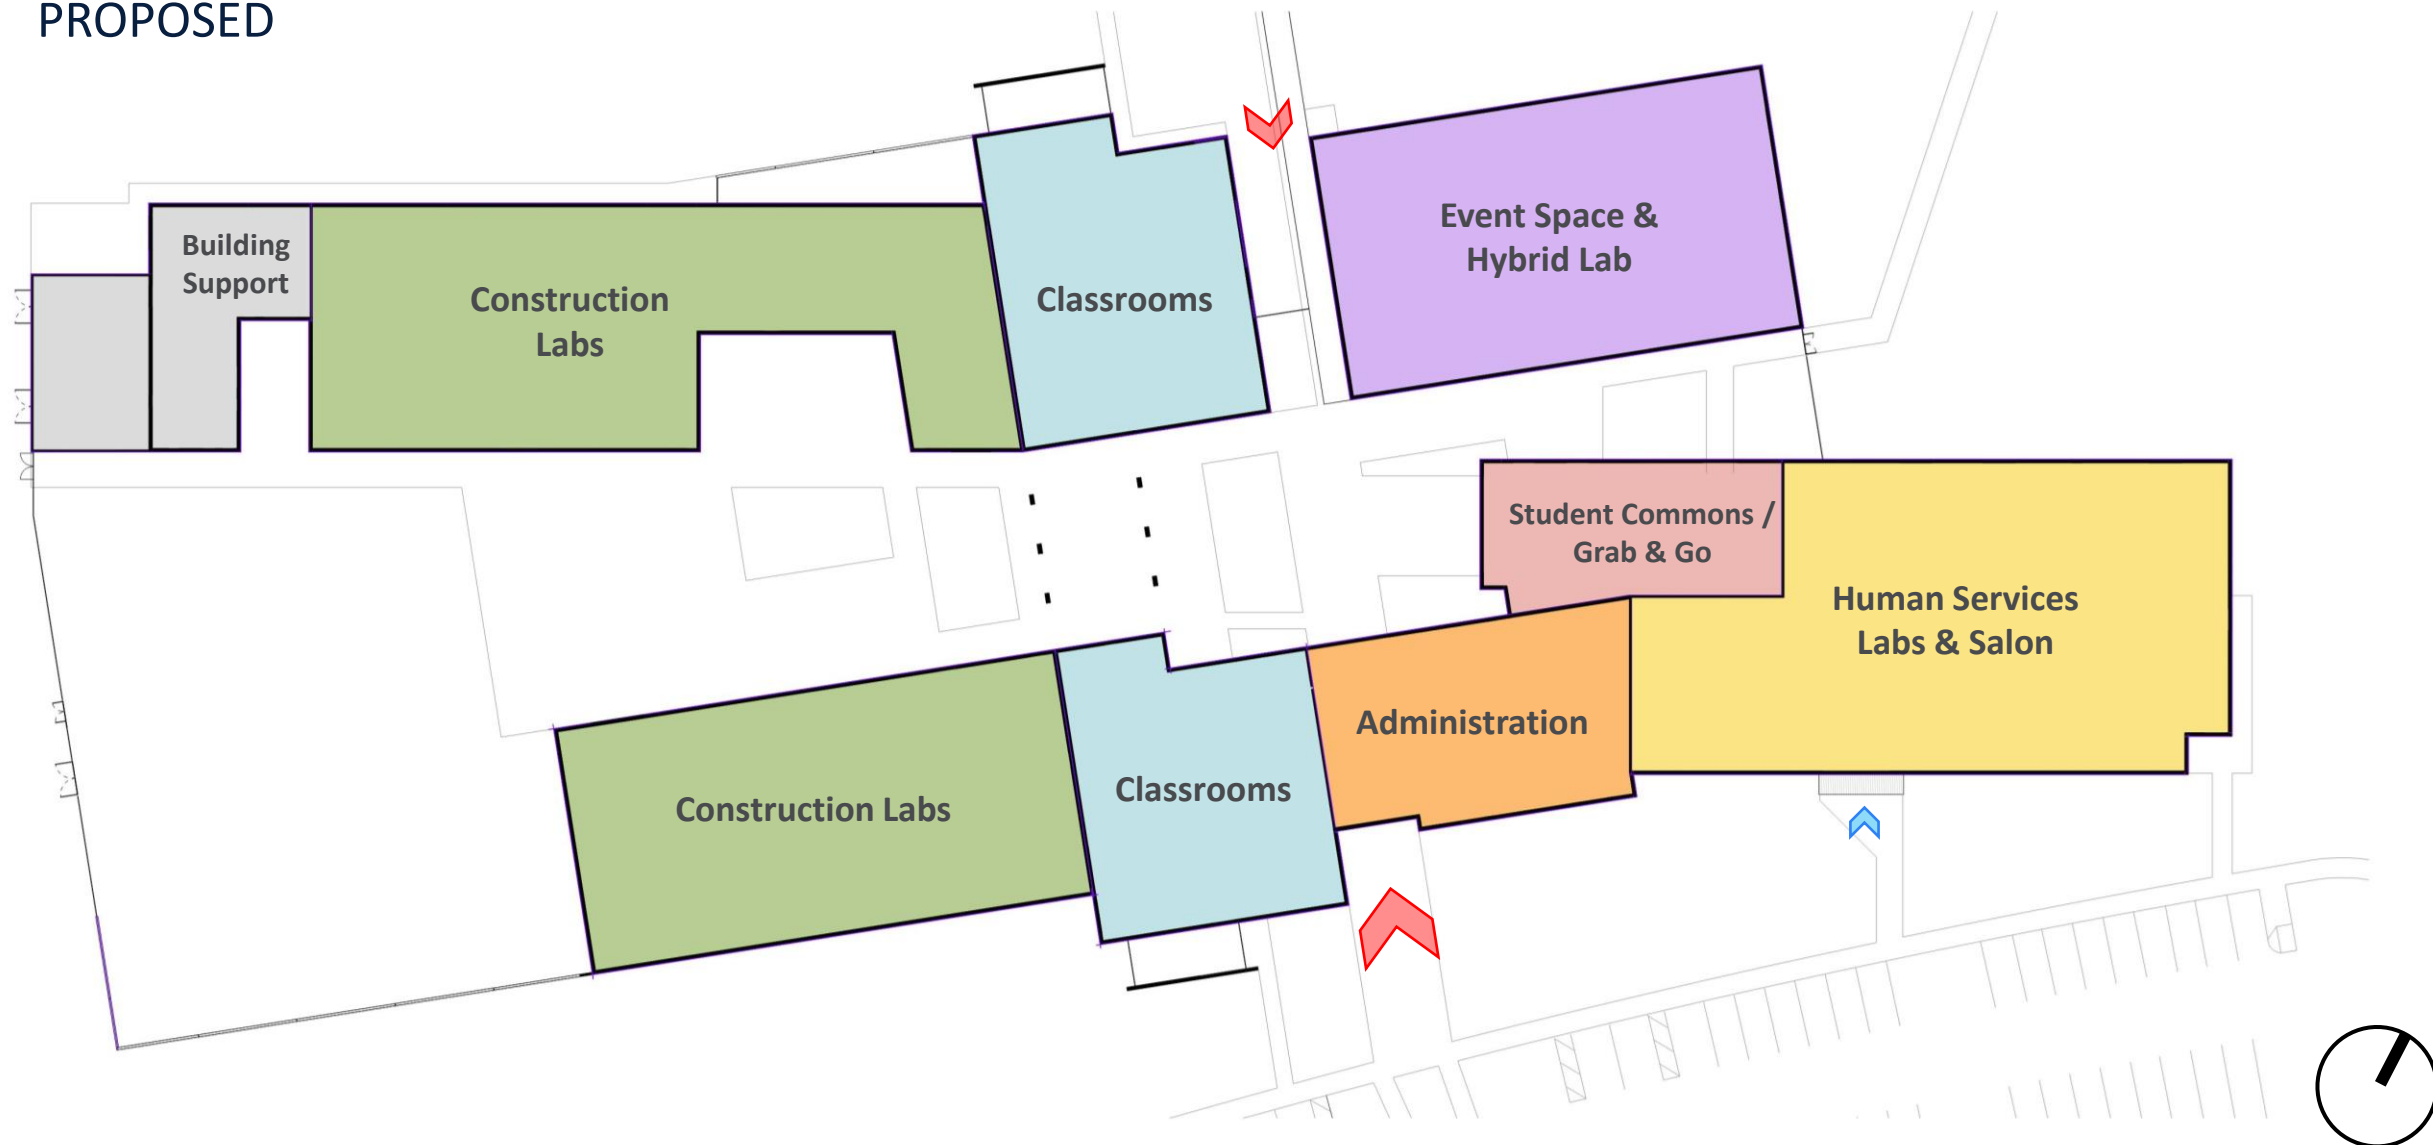 PROPOSED
Building
Support
Construction
Labs
Classrooms
Event Space &
Hybrid Lab
Student Commons /
Grab & Go
Human Services
Labs & Salon
Administration
Classrooms
Construction Labs